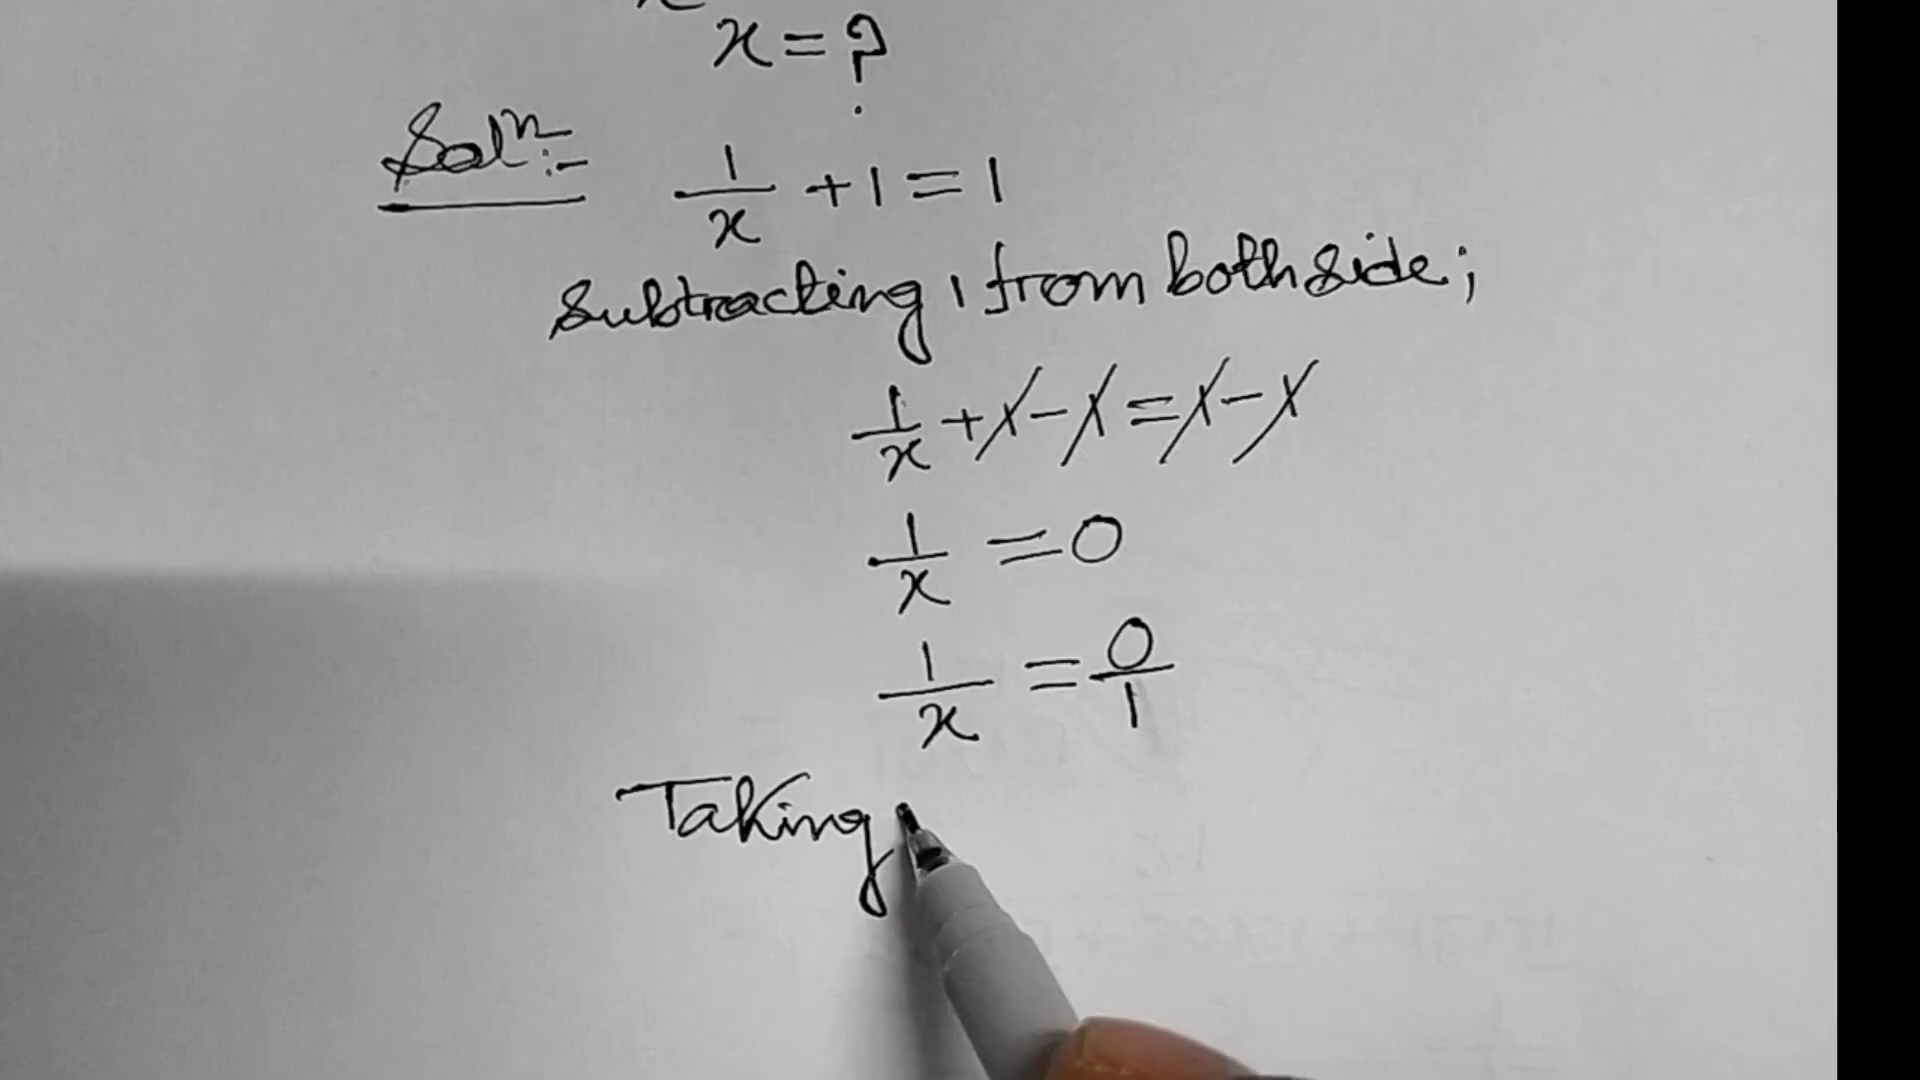 x = ?
Solⁿ:-
1/x + 1 = 1
Subtracting 1 from both side;
1/x + 1 - 1 = 1 - 1
1/x = 0
1/x = 0/1
Taking